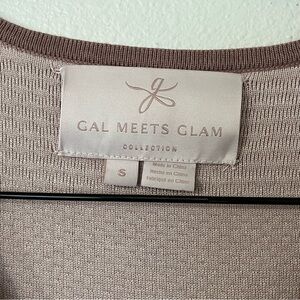 g
GAL MEETS GLAM
COLLECTION
S
Made in China
Hecho en China
Fabriqué en Chine